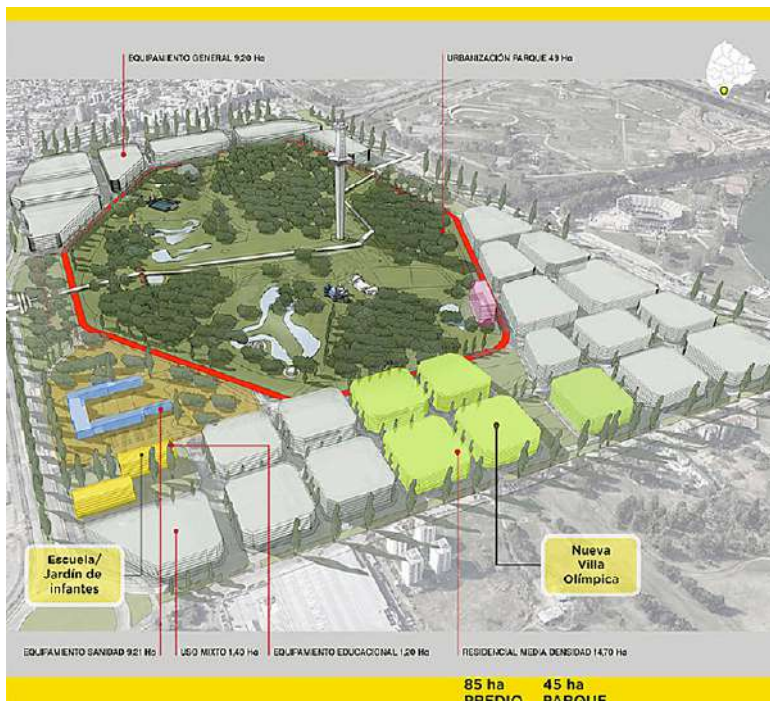 EQUIPAMIENTO GENERAL 9,20 Ha
URBANIZACIÓN PARQUE 49 Ha
Escuela/
Jardín de
infantes
Nueva
Villa
Olímpica
EQUIPAMIENTO SANIDAD 9,21 Ha
USO MIXTO 1,40 Ha
EQUIPAMIENTO EDUCACIONAL 1,20 Ha
RESIDENCIAL MEDIA DENSIDAD 14,70 Ha
85 ha
PREDIO
45 ha
PARQUE